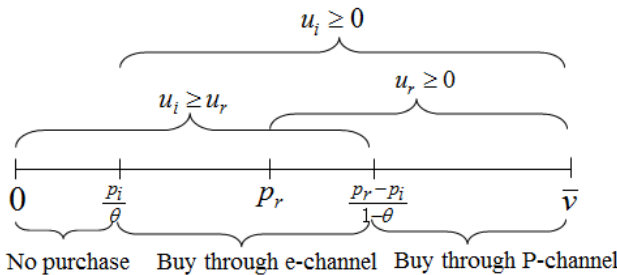 u_i ≥ 0
u_r ≥ 0
u_i ≥ u_r
0 p_i/θ p_r (p_r − p_i)/(1−θ) v̅
No purchase Buy through e-channel Buy through P-channel